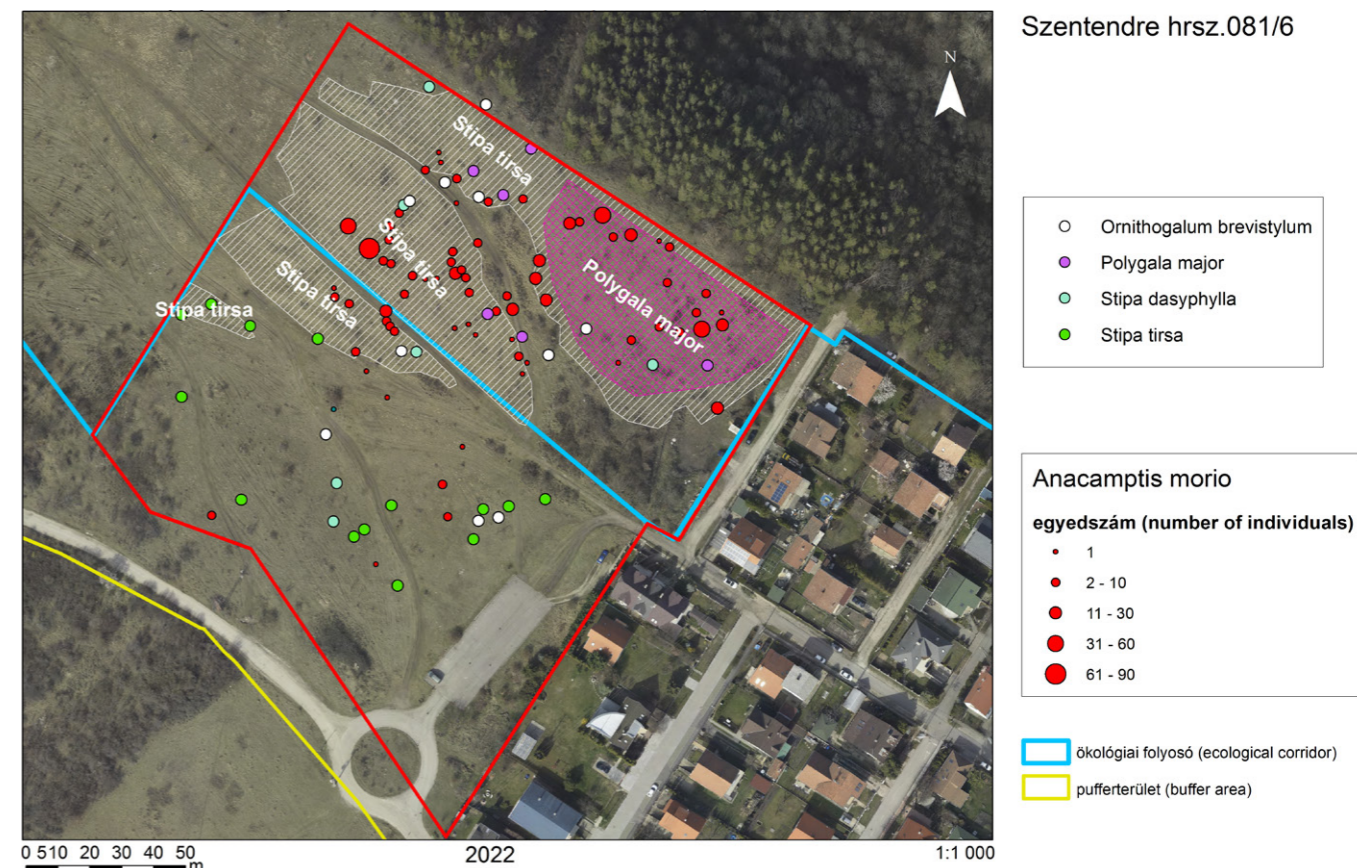 Szentendre hrsz.081/6
N
Stipa tirsa
Stipa tirsa
Stipa tirsa
Stipa tirsa
Polygala major
Ornithogalum brevistylum
Polygala major
Stipa dasyphylla
Stipa tirsa
Anacamptis morio
egyedszám (number of individuals)
1
2 - 10
11 - 30
31 - 60
61 - 90
ökológiai folyosó (ecological corridor)
pufferterület (buffer area)
0 5 10 20 30 40 50
m
2022
1:1 000